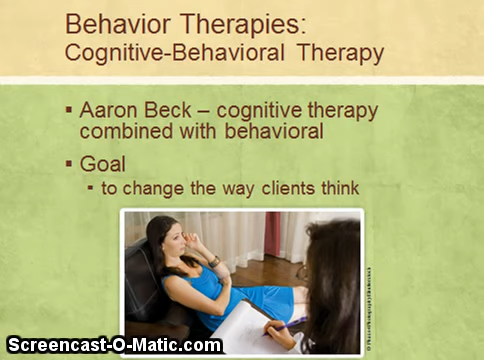 Behavior Therapies:
Cognitive-Behavioral Therapy
▪ Aaron Beck – cognitive therapy
combined with behavioral
▪ Goal
▪ to change the way clients think
Screencast-O-Matic.com